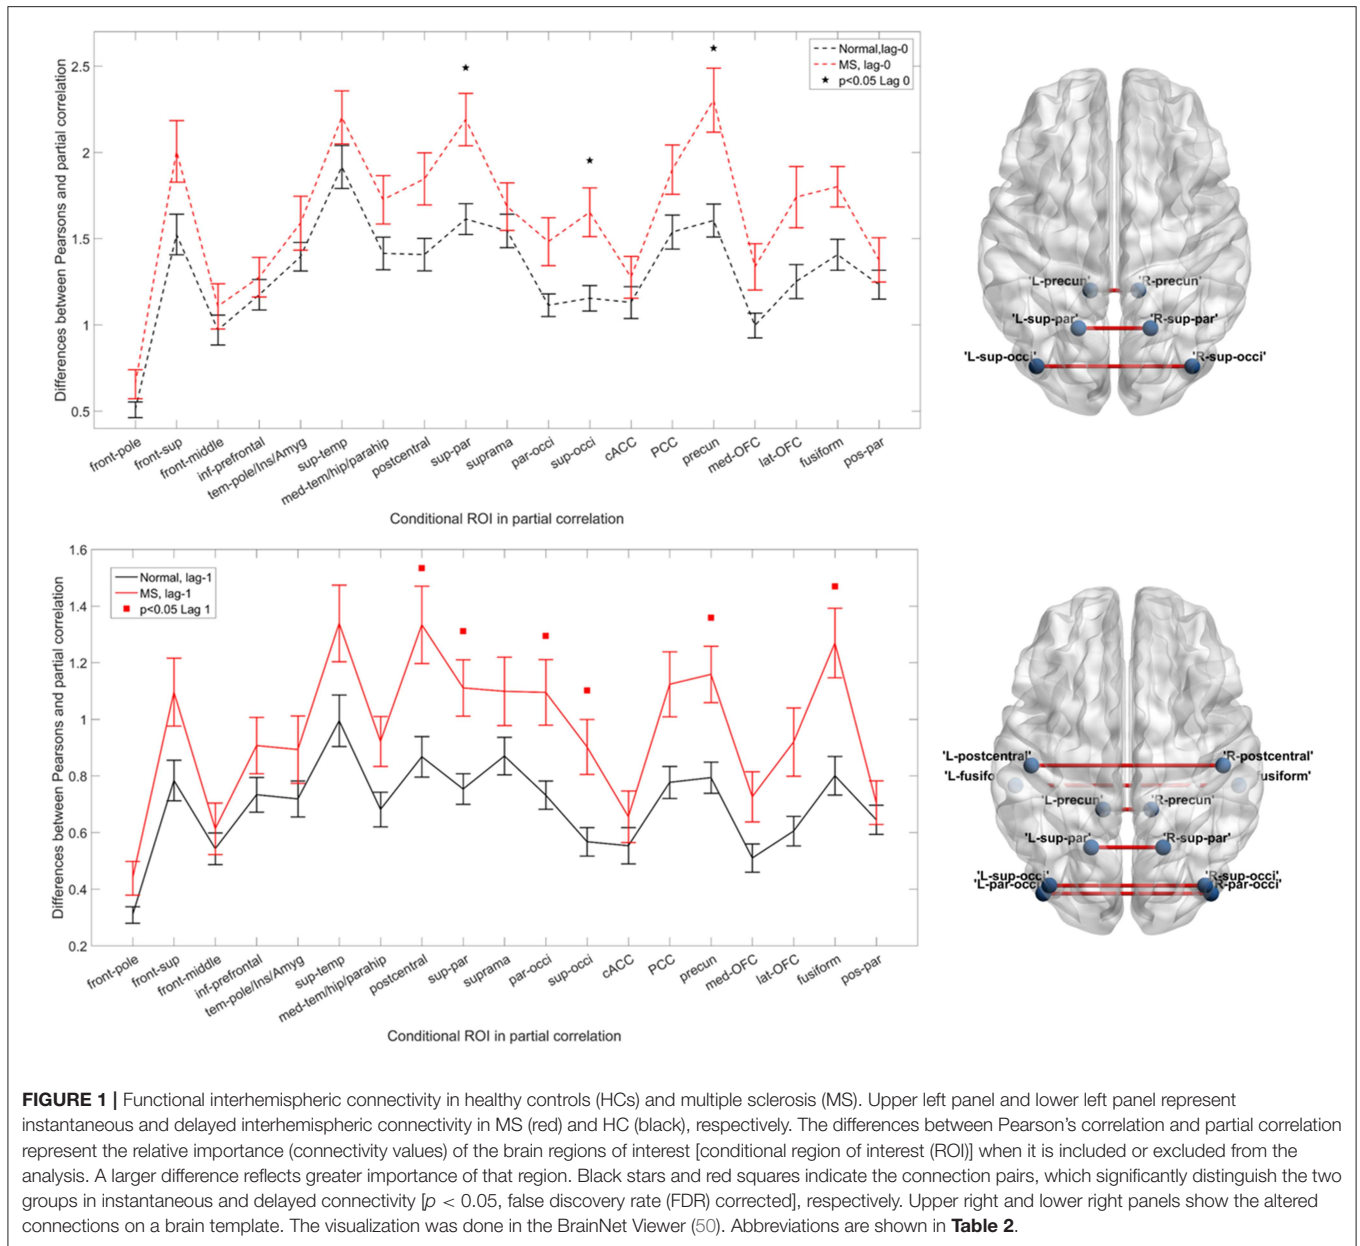 2.5
2
1.5
1
0.5
Differences between Pearsons and partial correlation
Normal,lag-0
MS, lag-0
p<0.05 Lag 0
front-pole
front-sup
front-middle
inf-prefrontal
tem-pole/Ins/Amyg
sup-temp
med-tem/hip/parahip
postcentral
sup-par
suprama
par-occi
sup-occi
cACC
PCC
precun
med-OFC
lat-OFC
fusiform
pos-par
Conditional ROI in partial correlation
'L-precun' 'R-precun'
'L-sup-par' 'R-sup-par'
'L-sup-occi' 'R-sup-occi'
1.6
1.4
1.2
1
0.8
0.6
0.4
0.2
Differences between Pearsons and partial correlation
Normal, lag-1
MS, lag-1
p<0.05 Lag 1
front-pole
front-sup
front-middle
inf-prefrontal
tem-pole/Ins/Amyg
sup-temp
med-tem/hip/parahip
postcentral
sup-par
suprama
par-occi
sup-occi
cACC
PCC
precun
med-OFC
lat-OFC
fusiform
pos-par
Conditional ROI in partial correlation
'L-postcentral' 'R-postcentral'
'L-fusifo fusiform'
'L-precun' 'R-precun'
'L-sup-par' 'R-sup-par'
'L-sup-occi' 'R-sup-occi'
'L-par-occi' 'R-par-occi'
FIGURE 1 | Functional interhemispheric connectivity in healthy controls (HCs) and multiple sclerosis (MS). Upper left panel and lower left panel represent
instantaneous and delayed interhemispheric connectivity in MS (red) and HC (black), respectively. The differences between Pearson's correlation and partial correlation
represent the relative importance (connectivity values) of the brain regions of interest [conditional region of interest (ROI)] when it is included or excluded from the
analysis. A larger difference reflects greater importance of that region. Black stars and red squares indicate the connection pairs, which significantly distinguish the two
groups in instantaneous and delayed connectivity [p < 0.05, false discovery rate (FDR) corrected], respectively. Upper right and lower right panels show the altered
connections on a brain template. The visualization was done in the BrainNet Viewer (50). Abbreviations are shown in Table 2.